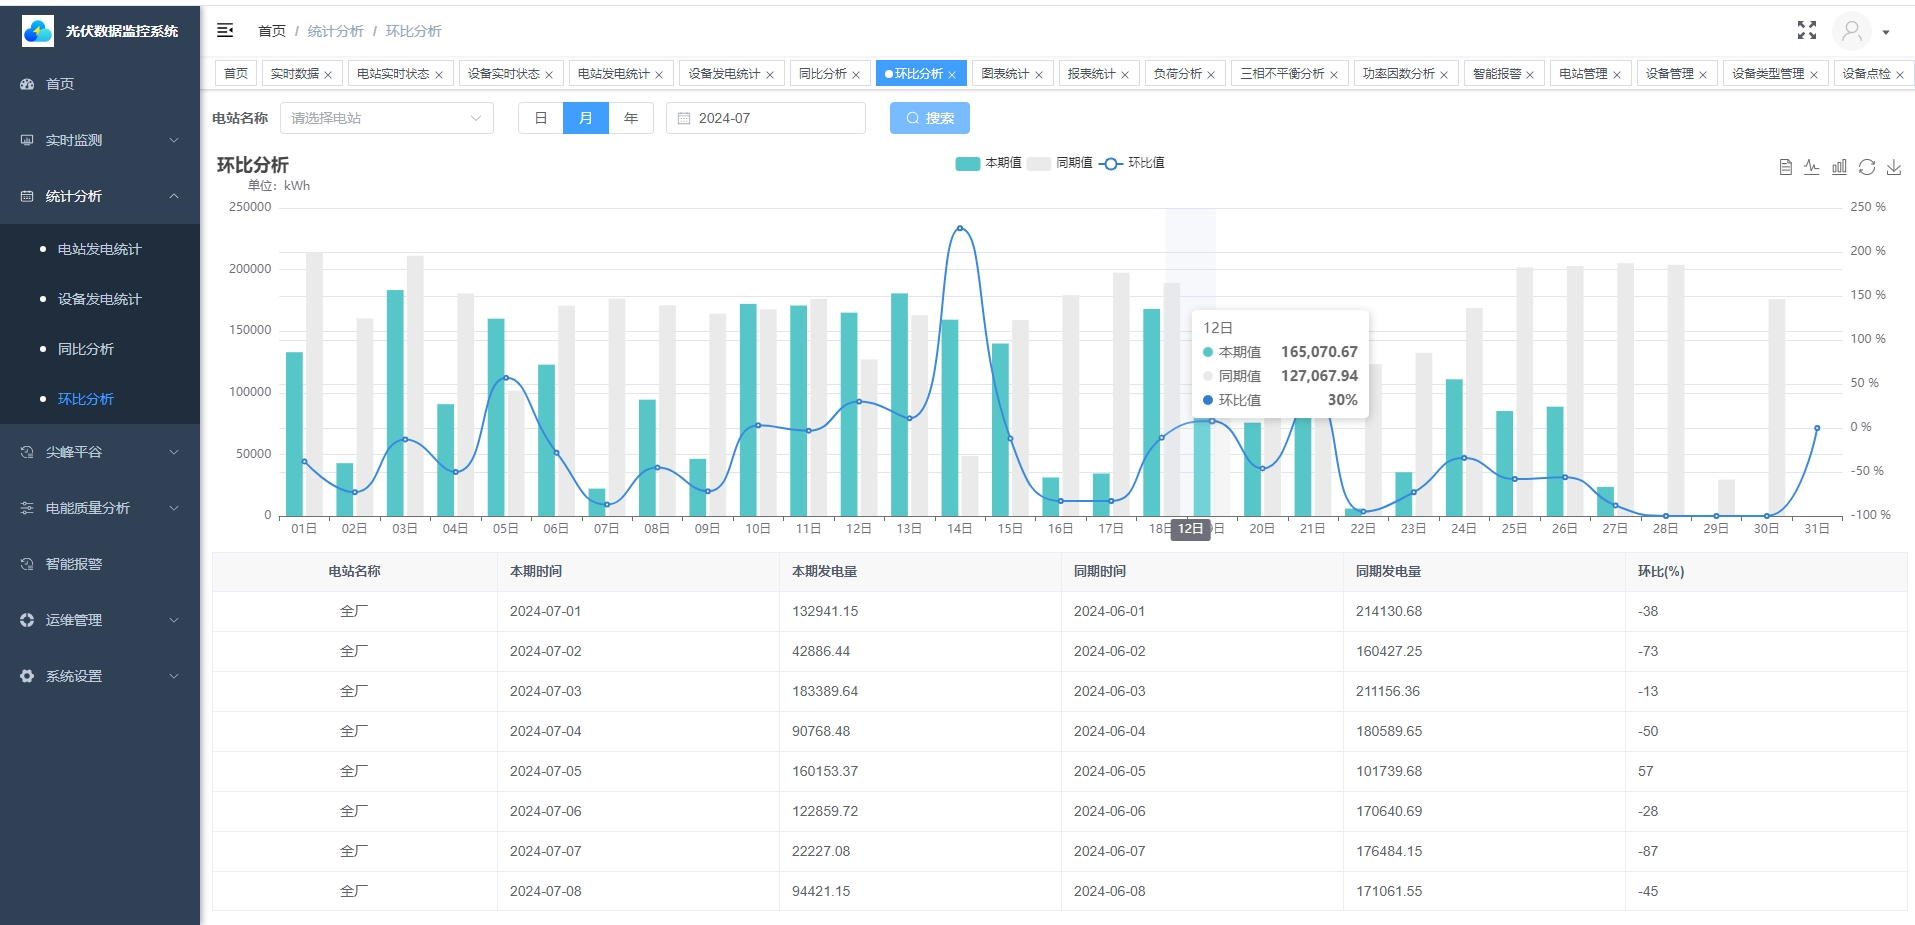 光伏数据监控系统
首页 / 统计分析 / 环比分析
首页
实时监测
统计分析
电站发电统计
设备发电统计
同比分析
环比分析
尖峰平谷
电能质量分析
智能报警
运维管理
系统设置
首页 实时数据 × 电站实时状态 × 设备实时状态 × 电站发电统计 × 设备发电统计 × 同比分析 × 环比分析 × 图表统计 × 报表统计 × 负荷分析 × 三相不平衡分析 × 功率因数分析 × 智能报警 × 电站管理 × 设备管理 × 设备类型管理 × 设备点检 ×
电站名称 请选择电站 日 月 年 2024-07 搜索
环比分析
本期值 同期值 环比值
单位：kWh
250000 250 %
200 %
200000
150 %
150000
100 %
100000
50 %
50000
0 %
-50 %
0 -100 %
12日
本期值 165,070.67
同期值 127,067.94
环比值 30%
01日 02日 03日 04日 05日 06日 07日 08日 09日 10日 11日 12日 13日 14日 15日 16日 17日 18日 12日 20日 21日 22日 23日 24日 25日 26日 27日 28日 29日 30日 31日
电站名称 本期时间 本期发电量 同期时间 同期发电量 环比(%)
全厂 2024-07-01 132941.15 2024-06-01 214130.68 -38
全厂 2024-07-02 42886.44 2024-06-02 160427.25 -73
全厂 2024-07-03 183389.64 2024-06-03 211156.36 -13
全厂 2024-07-04 90768.48 2024-06-04 180589.65 -50
全厂 2024-07-05 160153.37 2024-06-05 101739.68 57
全厂 2024-07-06 122859.72 2024-06-06 170640.69 -28
全厂 2024-07-07 22227.08 2024-06-07 176484.15 -87
全厂 2024-07-08 94421.15 2024-06-08 171061.55 -45